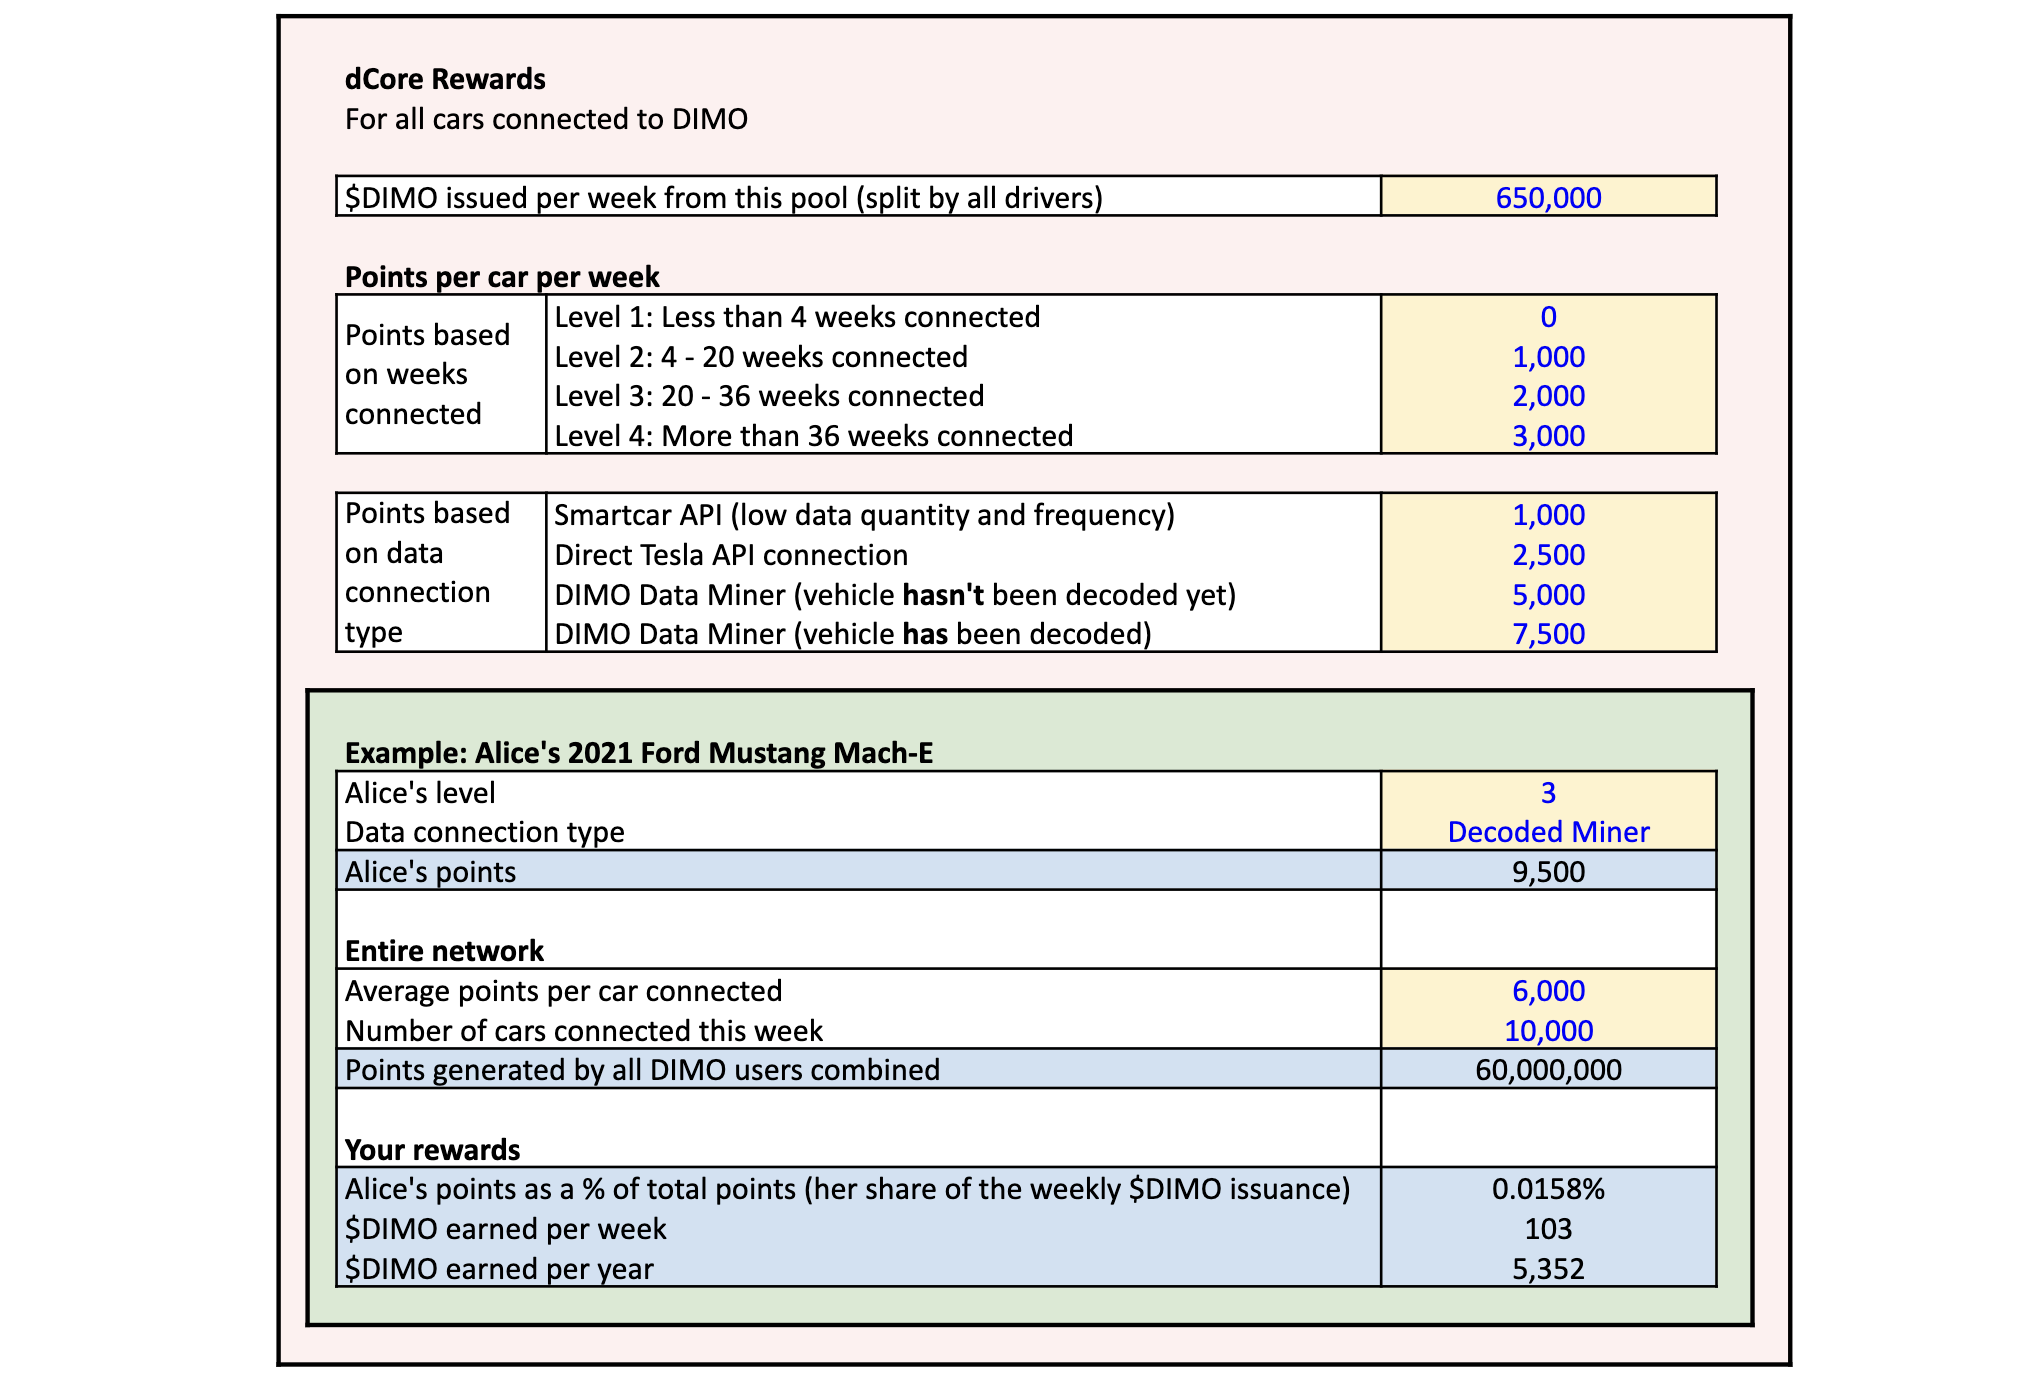 dCore Rewards
For all cars connected to DIMO
$DIMO issued per week from this pool (split by all drivers) 650,000
Points per car per week
Points based
on weeks
connected
Level 1: Less than 4 weeks connected 0
Level 2: 4 - 20 weeks connected 1,000
Level 3: 20 - 36 weeks connected 2,000
Level 4: More than 36 weeks connected 3,000
Points based
on data
connection
type
Smartcar API (low data quantity and frequency) 1,000
Direct Tesla API connection 2,500
DIMO Data Miner (vehicle hasn't been decoded yet) 5,000
DIMO Data Miner (vehicle has been decoded) 7,500
Example: Alice's 2021 Ford Mustang Mach-E
Alice's level 3
Data connection type Decoded Miner
Alice's points 9,500
Entire network
Average points per car connected 6,000
Number of cars connected this week 10,000
Points generated by all DIMO users combined 60,000,000
Your rewards
Alice's points as a % of total points (her share of the weekly $DIMO issuance) 0.0158%
$DIMO earned per week 103
$DIMO earned per year 5,352